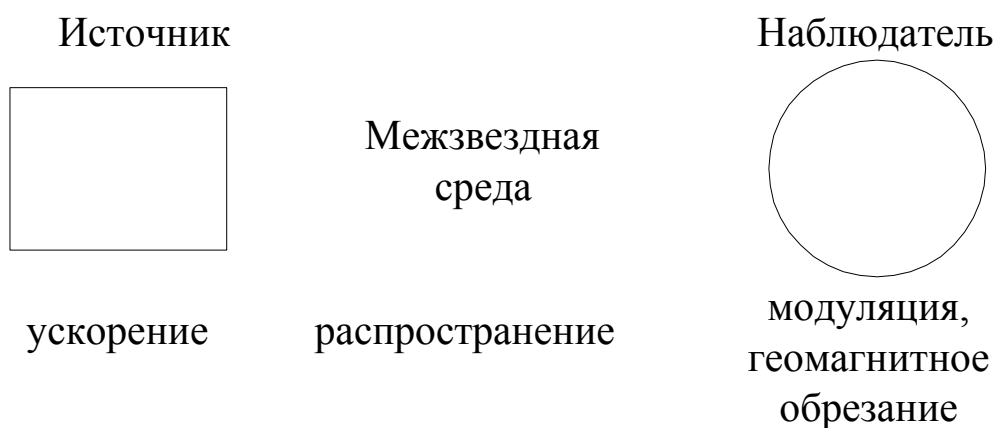 Источник
Наблюдатель
Межзвездная
среда
ускорение
распространение
модуляция,
геомагнитное
обрезание